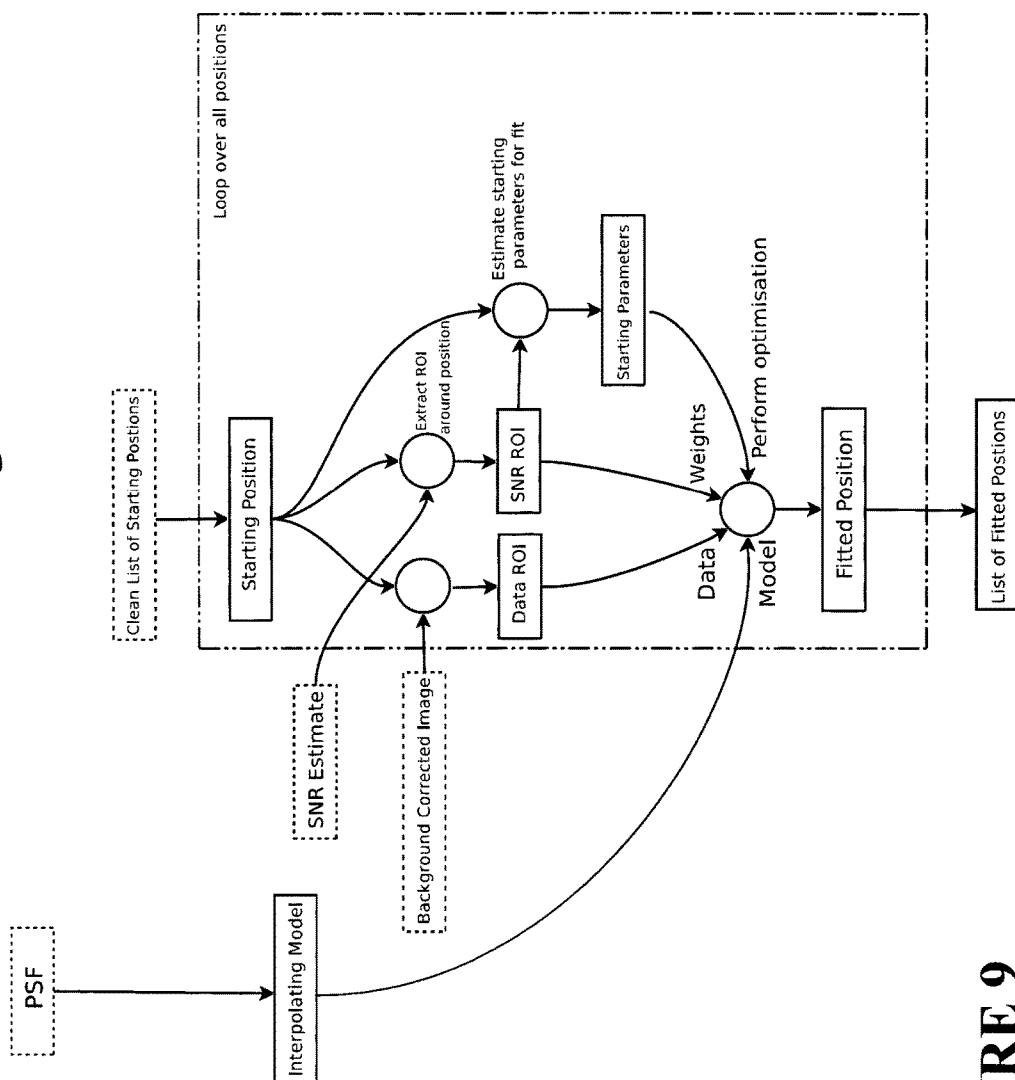 PSF
Interpolating Model
Clean List of Starting Postions
Loop over all positions
Starting Position
SNR Estimate
Background Corrected Image
Extract ROI
around position
Estimate starting
parameters for fit
Data ROI
SNR ROI
Starting Parameters
Data
Weights
Model
Perform optimisation
Fitted Position
List of Fitted Postions
RE 9